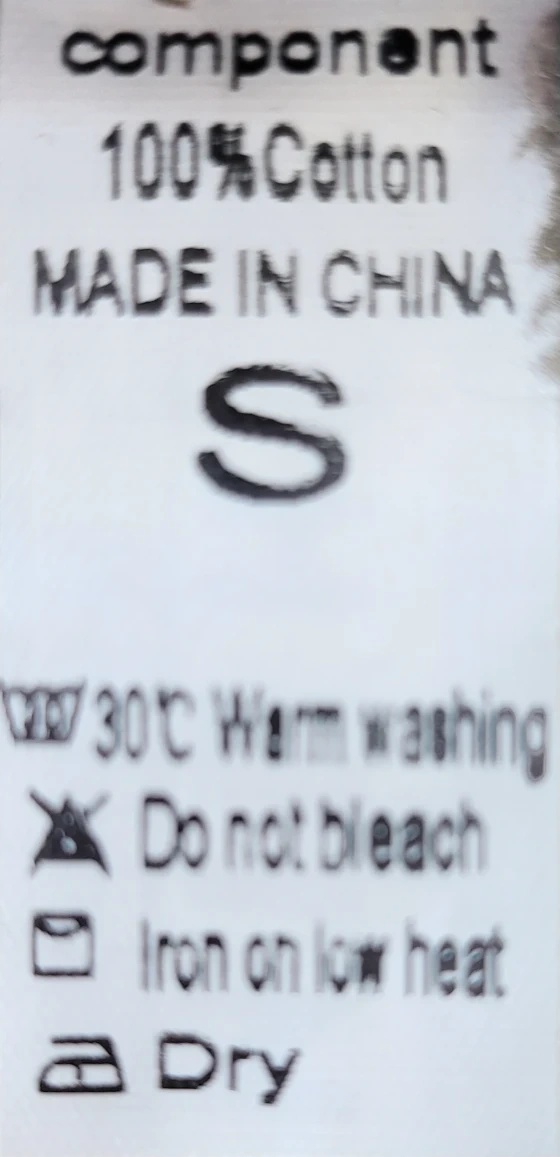 component
100%Cotton
MADE IN CHINA
S
30℃ Warm washing
Do not bleach
Iron on low heat
Dry